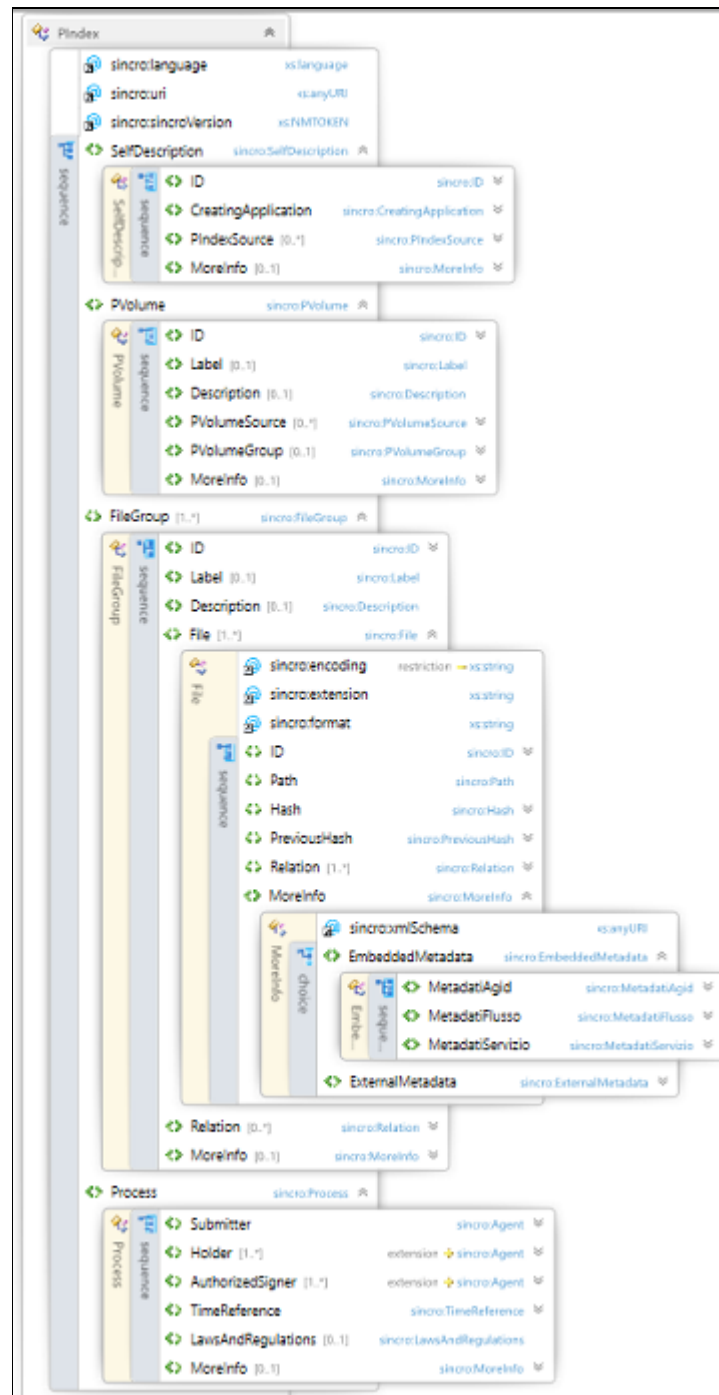 PIndex
sincro:language xs:language
sincro:uri xs:anyURI
sincro:sincroVersion xs:NMTOKEN
sequence
SelfDescription sincro:SelfDescription
SelfDescrip...
sequence
ID sincro:ID
CreatingApplication sincro:CreatingApplication
PIndexSource [0..*] sincro:PIndexSource
MoreInfo [0..1] sincro:MoreInfo
PVolume sincro:PVolume
PVolume
sequence
ID sincro:ID
Label [0..1] sincro:Label
Description [0..1] sincro:Description
PVolumeSource [0..*] sincro:PVolumeSource
PVolumeGroup [0..1] sincro:PVolumeGroup
MoreInfo [0..1] sincro:MoreInfo
FileGroup [1..*] sincro:FileGroup
FileGroup
sequence
ID sincro:ID
Label [0..1] sincro:Label
Description [0..1] sincro:Description
File [1..*] sincro:File
File
sincro:encoding restriction xs:string
sincro:extension xs:string
sincro:format xs:string
sequence
ID sincro:ID
Path sincro:Path
Hash sincro:Hash
PreviousHash sincro:PreviousHash
Relation [1..*] sincro:Relation
MoreInfo sincro:MoreInfo
MoreInfo
sincro:xmlSchema xs:anyURI
choice
EmbeddedMetadata sincro:EmbeddedMetadata
Embe...
seque...
MetadatiAgid sincro:MetadatiAgid
MetadatiFlusso sincro:MetadatiFlusso
MetadatiServizio sincro:MetadatiServizio
ExternalMetadata sincro:ExternalMetadata
Relation [0..*] sincro:Relation
MoreInfo [0..1] sincro:MoreInfo
Process sincro:Process
Process
sequence
Submitter sincro:Agent
Holder [1..*] extension sincro:Agent
AuthorizedSigner [1..*] extension sincro:Agent
TimeReference sincro:TimeReference
LawsAndRegulations [0..1] sincro:LawsAndRegulations
MoreInfo [0..1] sincro:MoreInfo